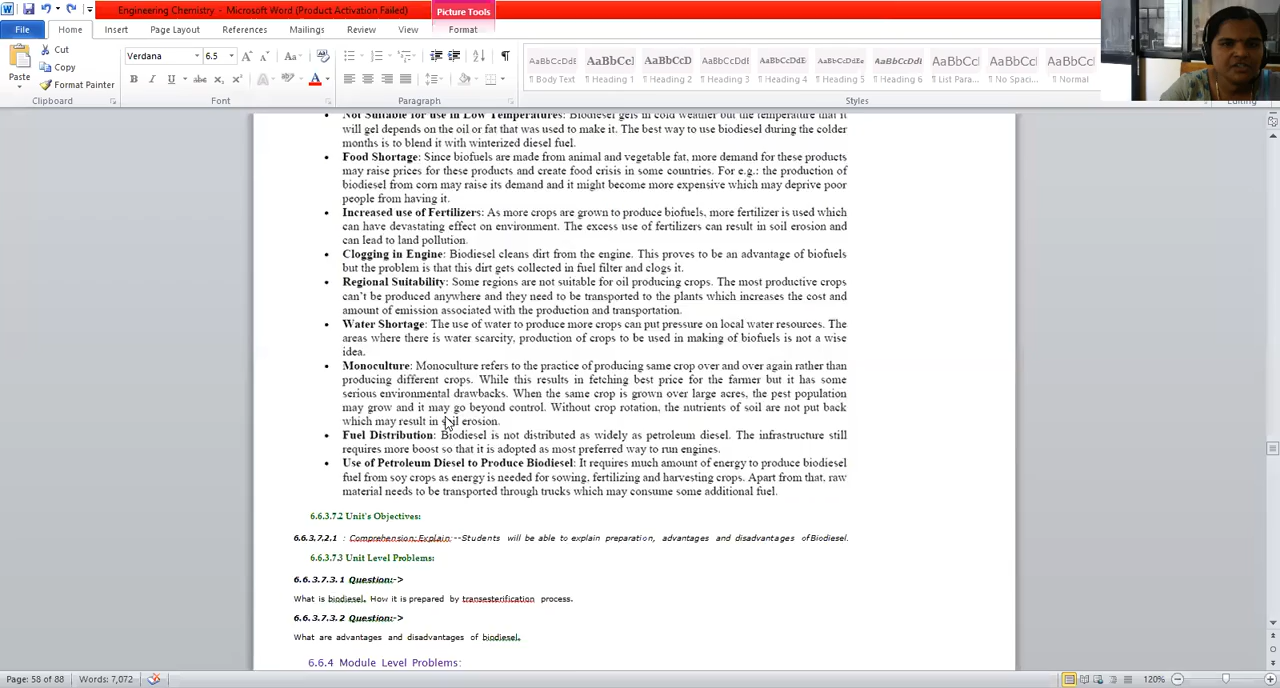 Engineering Chemistry - Microsoft Word (Product Activation Failed)
Picture Tools
File Home Insert Page Layout References Mailings Review View Format
Paste
Cut
Copy
Format Painter
Verdana 6.5
AaBbCcDdE AaBbCcl AaBbCcD AaBbCcDdI AaBbCcDdE AaBbCcDdEe AaBbCcDdI AaBbCcl AaBbCcl AaBbCcl
¶ Body Text ¶ Heading 1 ¶ Heading 2 ¶ Heading 3 ¶ Heading 4 ¶ Heading 5 ¶ Heading 6 ¶ List Para... ¶ No Spaci... ¶ Normal
Clipboard Font Paragraph Styles Editing
• Not Suitable for use in Low Temperatures: Biodiesel gels in cold weather but the temperature that it
will gel depends on the oil or fat that was used to make it. The best way to use biodiesel during the colder
months is to blend it with winterized diesel fuel.
• Food Shortage: Since biofuels are made from animal and vegetable fat, more demand for these products
may raise prices for these products and create food crisis in some countries. For e.g.: the production of
biodiesel from corn may raise its demand and it might become more expensive which may deprive poor
people from having it.
• Increased use of Fertilizers: As more crops are grown to produce biofuels, more fertilizer is used which
can have devastating effect on environment. The excess use of fertilizers can result in soil erosion and
can lead to land pollution.
• Clogging in Engine: Biodiesel cleans dirt from the engine. This proves to be an advantage of biofuels
but the problem is that this dirt gets collected in fuel filter and clogs it.
• Regional Suitability: Some regions are not suitable for oil producing crops. The most productive crops
can't be produced anywhere and they need to be transported to the plants which increases the cost and
amount of emission associated with the production and transportation.
• Water Shortage: The use of water to produce more crops can put pressure on local water resources. The
areas where there is water scarcity, production of crops to be used in making of biofuels is not a wise
idea.
• Monoculture: Monoculture refers to the practice of producing same crop over and over again rather than
producing different crops. While this results in fetching best price for the farmer but it has some
serious environmental drawbacks. When the same crop is grown over large acres, the pest population
may grow and it may go beyond control. Without crop rotation, the nutrients of soil are not put back
which may result in soil erosion.
• Fuel Distribution: Biodiesel is not distributed as widely as petroleum diesel. The infrastructure still
requires more boost so that it is adopted as most preferred way to run engines.
• Use of Petroleum Diesel to Produce Biodiesel: It requires much amount of energy to produce biodiesel
fuel from soy crops as energy is needed for sowing, fertilizing and harvesting crops. Apart from that, raw
material needs to be transported through trucks which may consume some additional fuel.
6.6.3.7.2 Unit's Objectives:
6.6.3.7.2.1 : Comprehension;Explain:--Students will be able to explain preparation, advantages and disadvantages ofBiodiesel.
6.6.3.7.3 Unit Level Problems:
6.6.3.7.3.1 Question:->
What is biodiesel. How it is prepared by transesterification process.
6.6.3.7.3.2 Question:->
What are advantages and disadvantages of biodiesel.
6.6.4 Module Level Problems:
Page: 58 of 88 Words: 7,072 120%